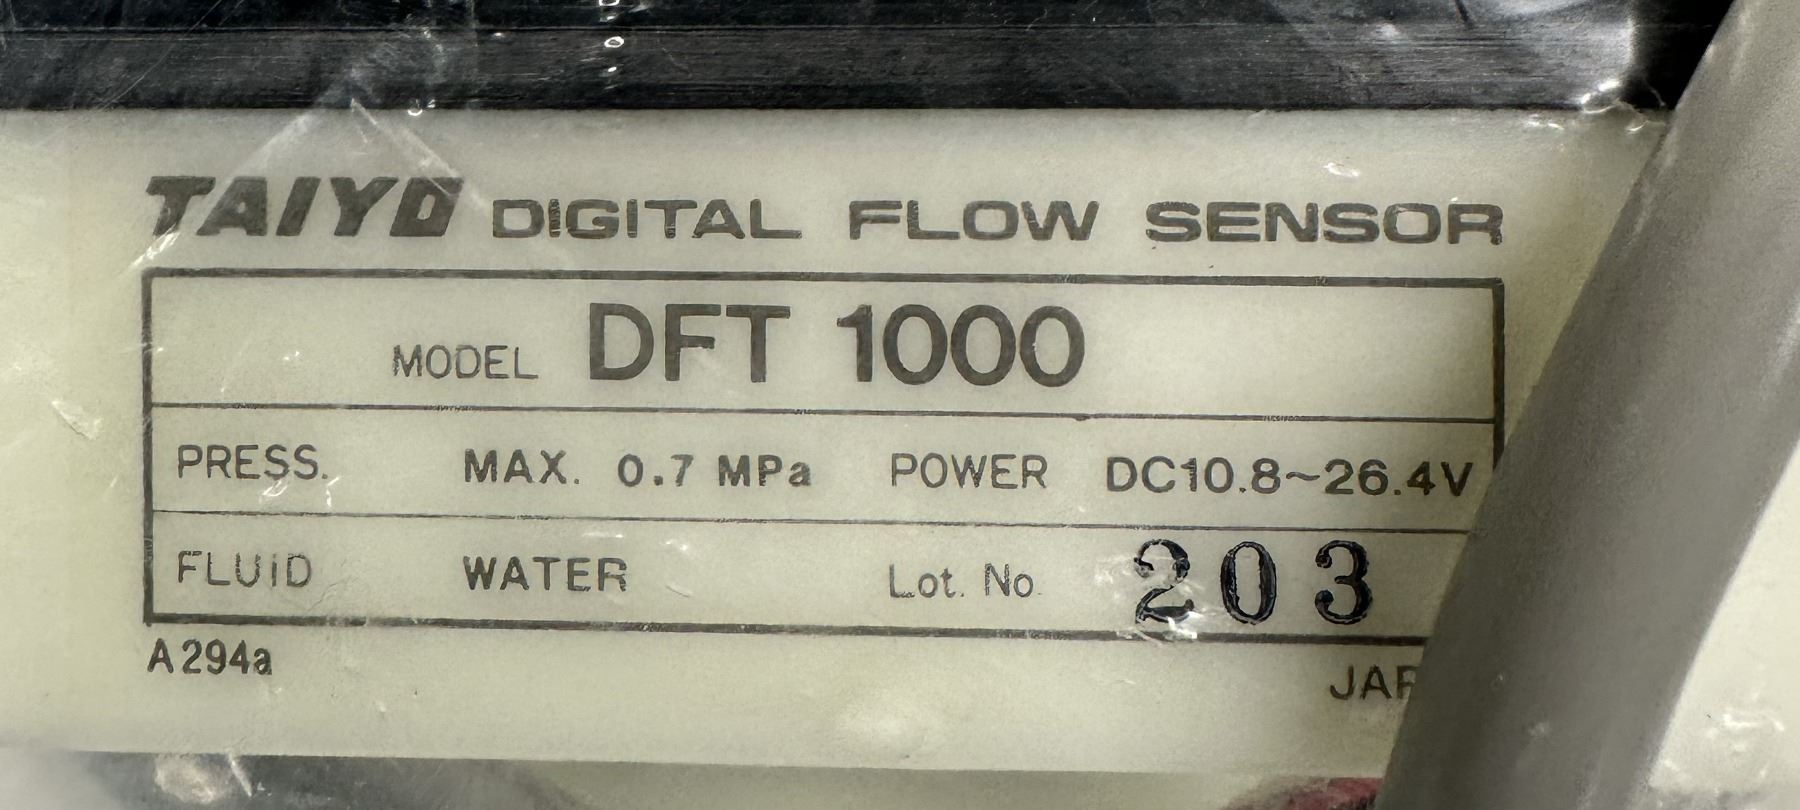 TAIYO DIGITAL FLOW SENSOR
MODEL DFT 1000
PRESS. MAX. 0.7 MPa POWER DC10.8~26.4V
FLUID WATER Lot. No. 203
A294a